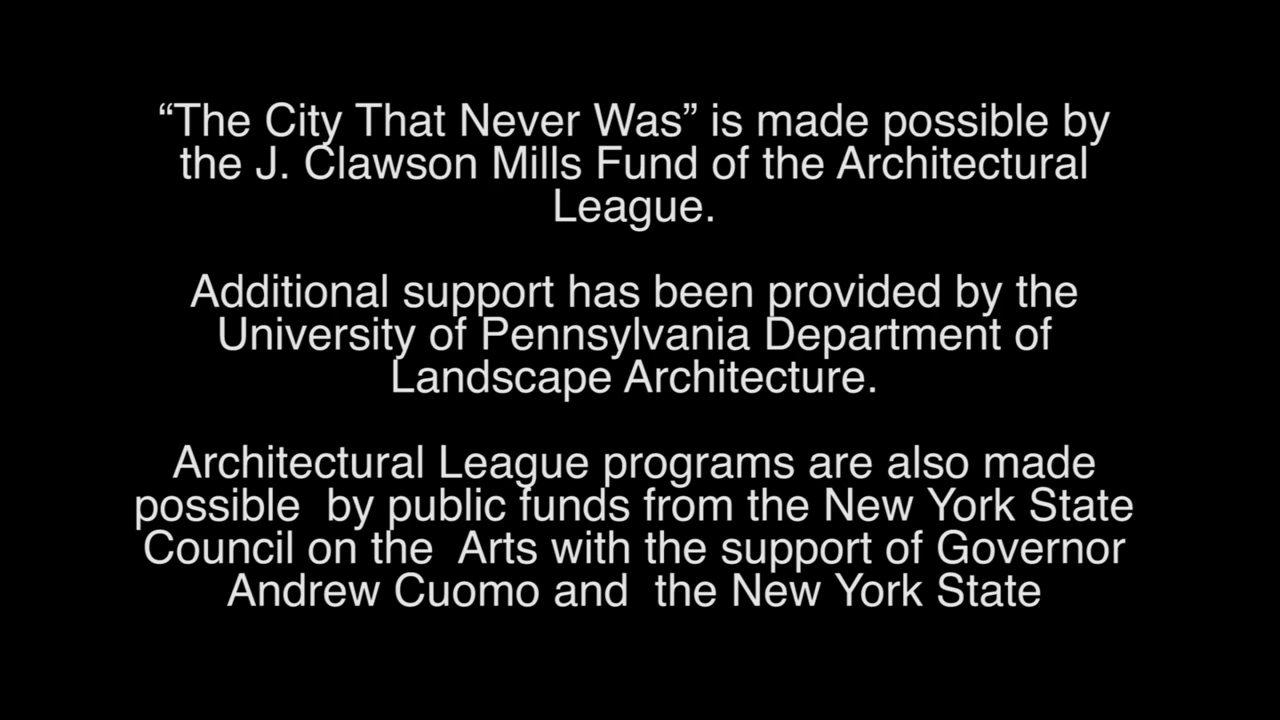 “The City That Never Was” is made possible by
the J. Clawson Mills Fund of the Architectural
League.
Additional support has been provided by the
University of Pennsylvania Department of
Landscape Architecture.
Architectural League programs are also made
possible  by public funds from the New York State
Council on the  Arts with the support of Governor
Andrew Cuomo and  the New York State